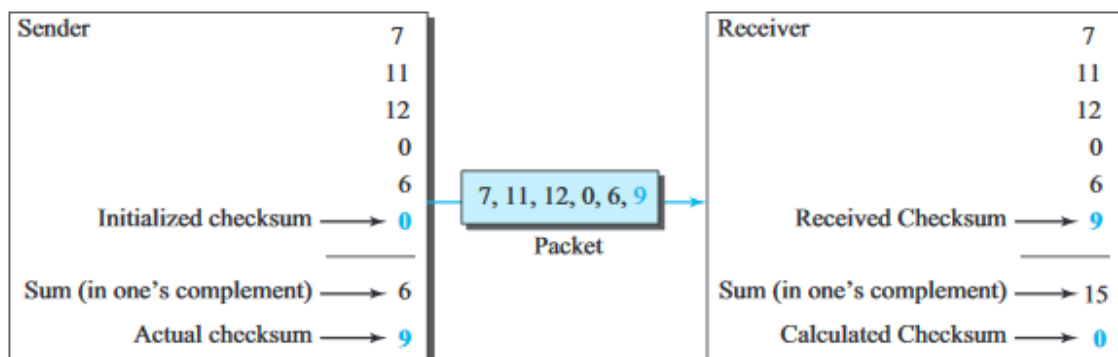 Sender
7
11
12
0
6
Initialized checksum 0
Sum (in one's complement) 6
Actual checksum 9
7, 11, 12, 0, 6, 9
Packet
Receiver
7
11
12
0
6
Received Checksum 9
Sum (in one's complement) 15
Calculated Checksum 0